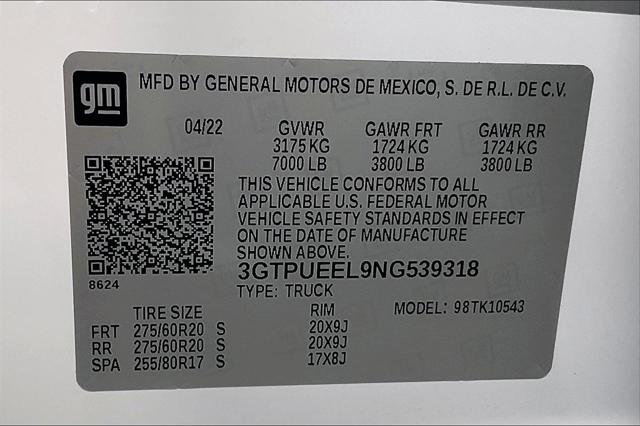 gm
MFD BY GENERAL MOTORS DE MEXICO, S. DE R.L. DE C.V.
04/22 GVWR GAWR FRT GAWR RR
3175 KG 1724 KG 1724 KG
7000 LB 3800 LB 3800 LB
THIS VEHICLE CONFORMS TO ALL
APPLICABLE U.S. FEDERAL MOTOR
VEHICLE SAFETY STANDARDS IN EFFECT
ON THE DATE OF MANUFACTURE
SHOWN ABOVE.
3GTPUEEL9NG539318
8624
TYPE: TRUCK
TIRE SIZE RIM MODEL: 98TK10543
FRT 275/60R20 S 20X9J
RR 275/60R20 S 20X9J
SPA 255/80R17 S 17X8J